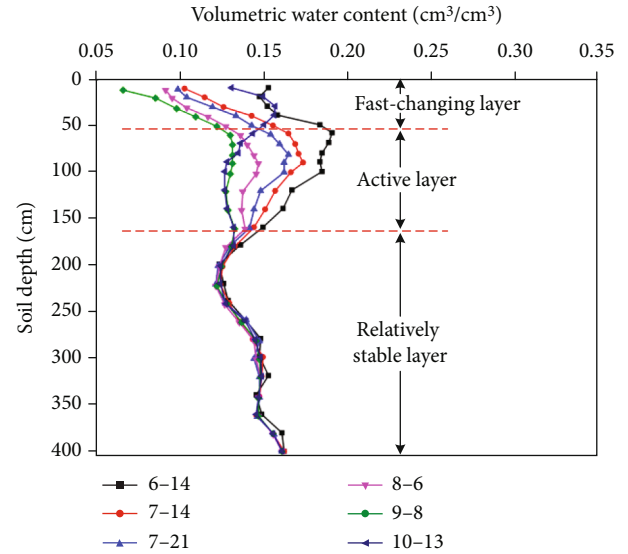 Volumetric water content (cm³/cm³)
0.05 0.10 0.15 0.20 0.25 0.30 0.35
0
50
100
150
200
250
300
350
400
Soil depth (cm)
Fast-changing layer
Active layer
Relatively
stable layer
6–14
7–14
7–21
8–6
9–8
10–13